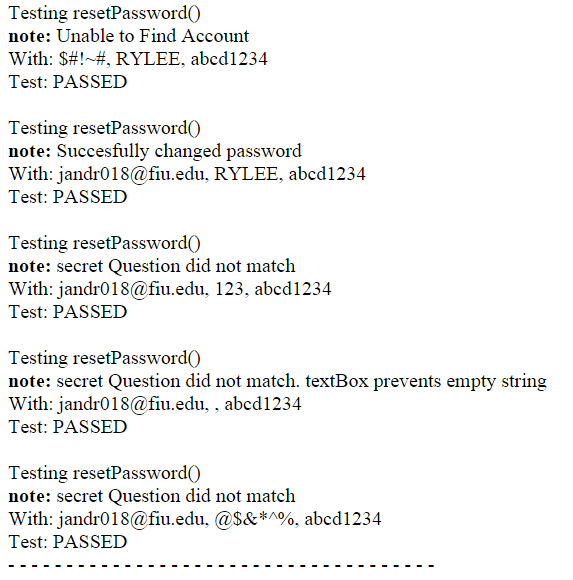 Testing resetPassword()
note: Unable to Find Account
With: $#!~#, RYLEE, abcd1234
Test: PASSED
Testing resetPassword()
note: Succesfully changed password
With: jandr018@fiu.edu, RYLEE, abcd1234
Test: PASSED
Testing resetPassword()
note: secret Question did not match
With: jandr018@fiu.edu, 123, abcd1234
Test: PASSED
Testing resetPassword()
note: secret Question did not match. textBox prevents empty string
With: jandr018@fiu.edu, , abcd1234
Test: PASSED
Testing resetPassword()
note: secret Question did not match
With: jandr018@fiu.edu, @$&*^%, abcd1234
Test: PASSED
- - - - - - - - - - - - - - - - - - - - - - - - - - - - - - - - - - - - -